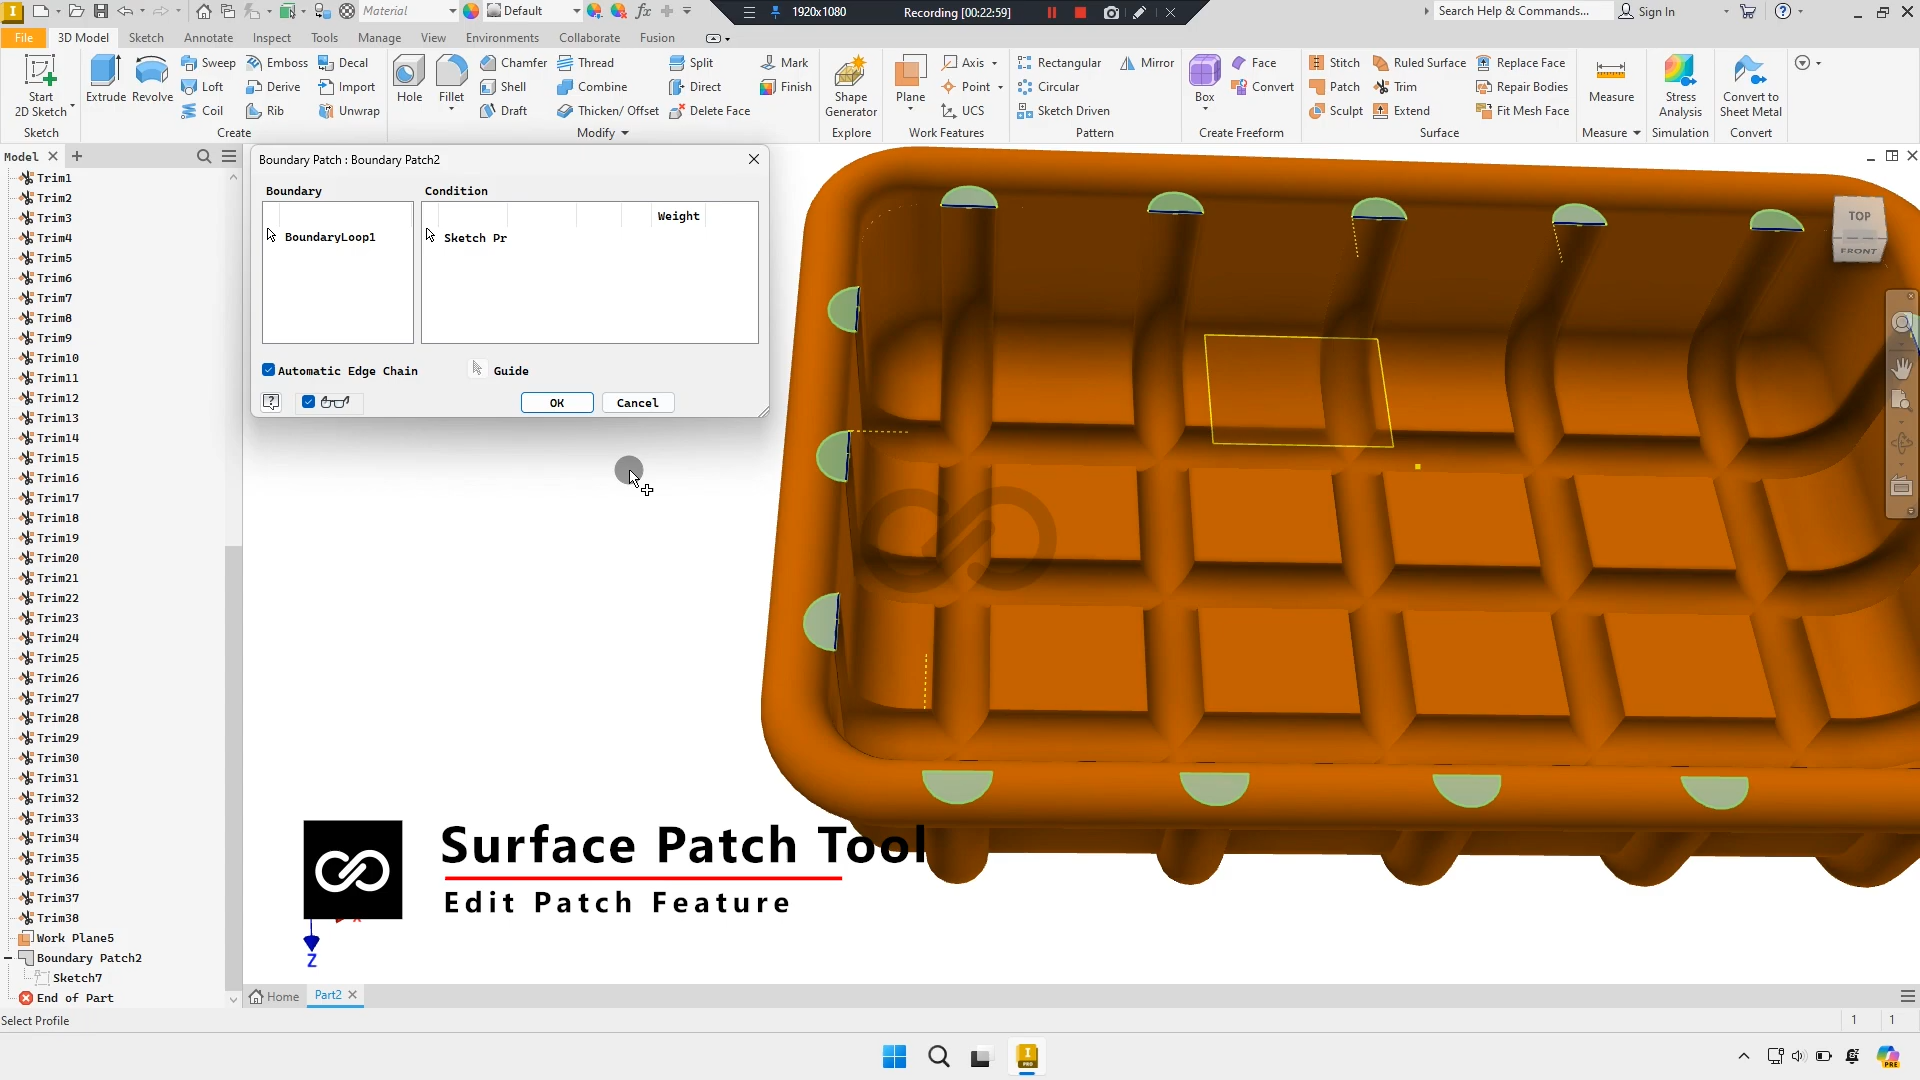 Material
Default
1920x1080
Recording [00:22:59]
Search Help & Commands...
Sign In
File
3D Model
Sketch
Annotate
Inspect
Tools
Manage
View
Environments
Collaborate
Fusion
Start
2D Sketch
Sketch
Extrude
Revolve
Sweep
Loft
Coil
Emboss
Derive
Rib
Decal
Import
Unwrap
Create
Hole
Fillet
Chamfer
Shell
Draft
Thread
Combine
Thicken/ Offset
Split
Direct
Delete Face
Modify
Mark
Finish
Shape
Generator
Explore
Plane
Axis
Point
UCS
Work Features
Rectangular
Circular
Sketch Driven
Mirror
Pattern
Box
Face
Convert
Create Freeform
Stitch
Patch
Sculpt
Ruled Surface
Trim
Extend
Replace Face
Repair Bodies
Fit Mesh Face
Surface
Measure
Measure
Stress
Analysis
Simulation
Convert to
Sheet Metal
Convert
Model
Trim1
Trim2
Trim3
Trim4
Trim5
Trim6
Trim7
Trim8
Trim9
Trim10
Trim11
Trim12
Trim13
Trim14
Trim15
Trim16
Trim17
Trim18
Trim19
Trim20
Trim21
Trim22
Trim23
Trim24
Trim25
Trim26
Trim27
Trim28
Trim29
Trim30
Trim31
Trim32
Trim33
Trim34
Trim35
Trim36
Trim37
Trim38
Work Plane5
Boundary Patch2
Sketch7
End of Part
Boundary Patch : Boundary Patch2
Boundary
Condition
Weight
BoundaryLoop1
Sketch Pr
Automatic Edge Chain
Guide
OK
Cancel
TOP
FRONT
Surface Patch Tool
Edit Patch Feature
Z
Home
Part2
Select Profile
1
1